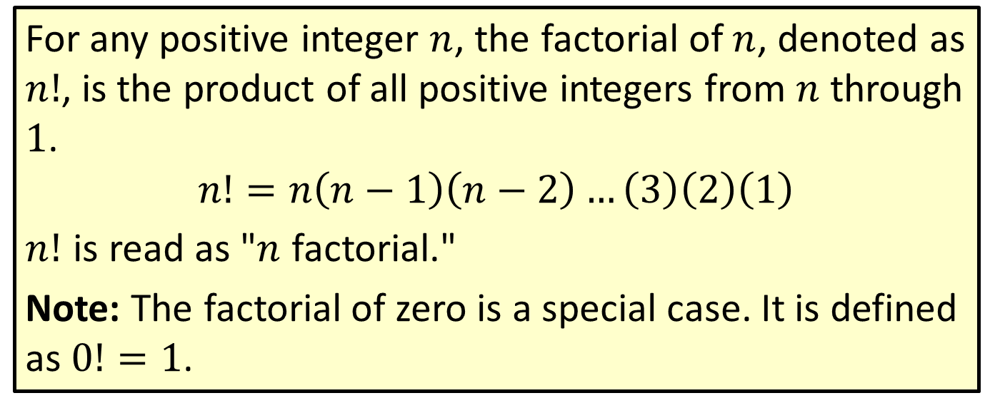 For any positive integer n, the factorial of n, denoted as
n!, is the product of all positive integers from n through
1.
n! = n(n − 1)(n − 2) … (3)(2)(1)
n! is read as "n factorial."
Note: The factorial of zero is a special case. It is defined
as 0! = 1.